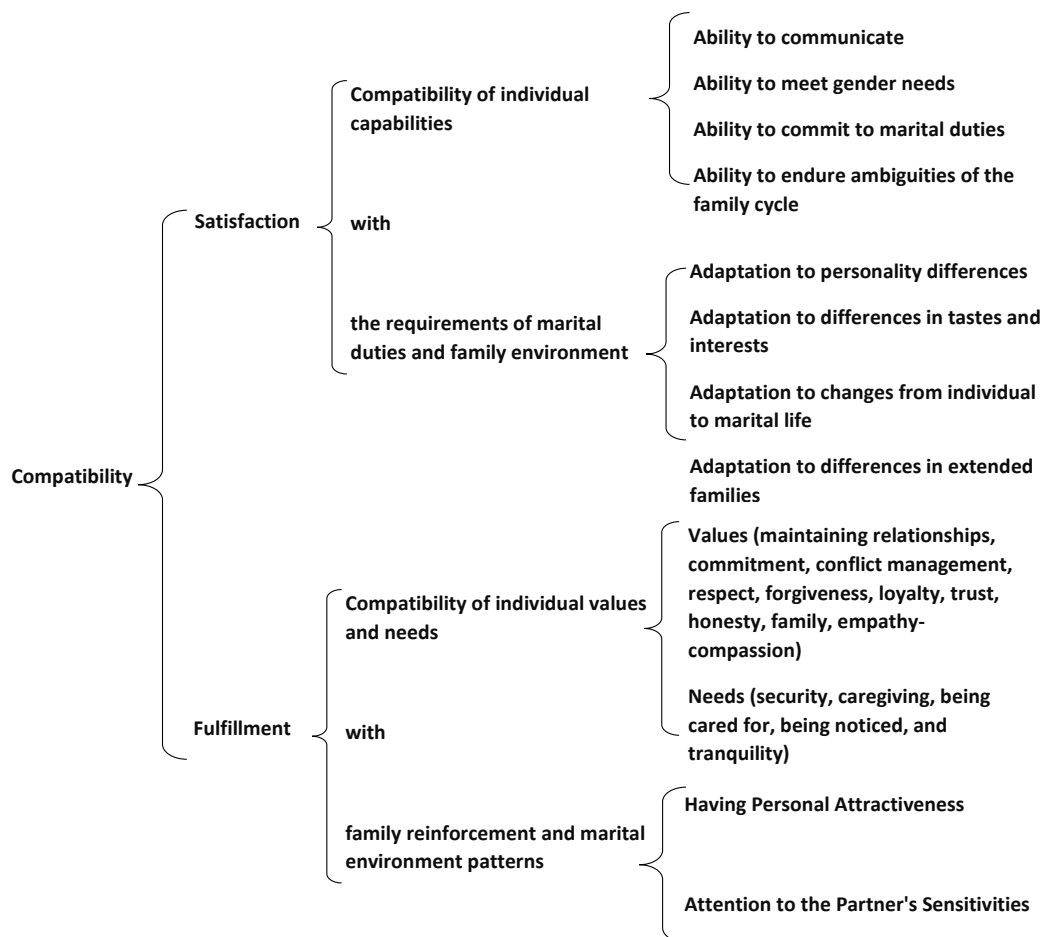 Compatibility
Satisfaction
Compatibility of individual
capabilities
Ability to communicate
Ability to meet gender needs
Ability to commit to marital duties
Ability to endure ambiguities of the
family cycle
with
the requirements of marital
duties and family environment
Adaptation to personality differences
Adaptation to differences in tastes and
interests
Adaptation to changes from individual
to marital life
Adaptation to differences in extended
families
Fulfillment
Compatibility of individual values
and needs
Values (maintaining relationships,
commitment, conflict management,
respect, forgiveness, loyalty, trust,
honesty, family, empathy-
compassion)
Needs (security, caregiving, being
cared for, being noticed, and
tranquility)
with
family reinforcement and marital
environment patterns
Having Personal Attractiveness
Attention to the Partner's Sensitivities